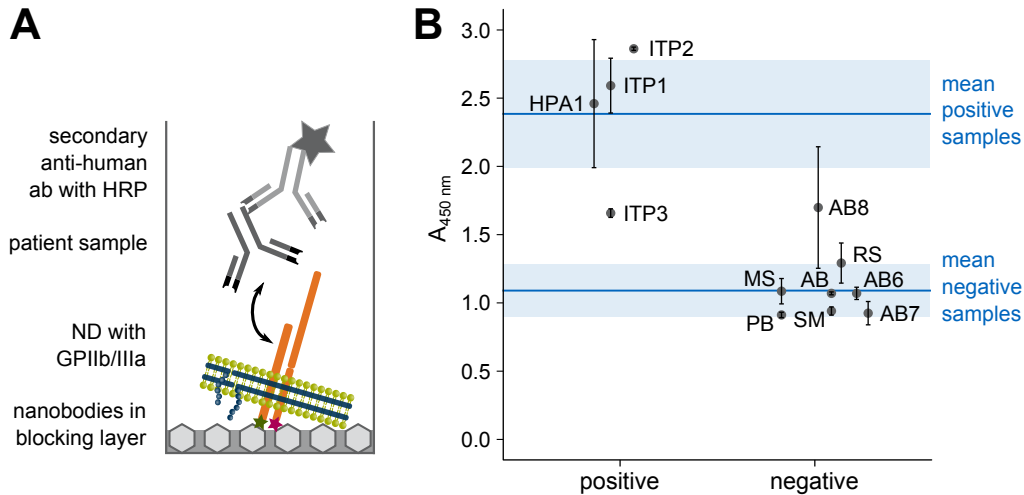 A
secondary
anti-human
ab with HRP
patient sample
ND with
GPIIb/IIIa
nanobodies in
blocking layer
B
A450 nm
3.0
2.5
2.0
1.5
1.0
0.5
0.0
ITP2
ITP1
HPA1
ITP3
AB8
RS
MS
AB
AB6
PB
SM
AB7
mean
positive
samples
mean
negative
samples
positive
negative